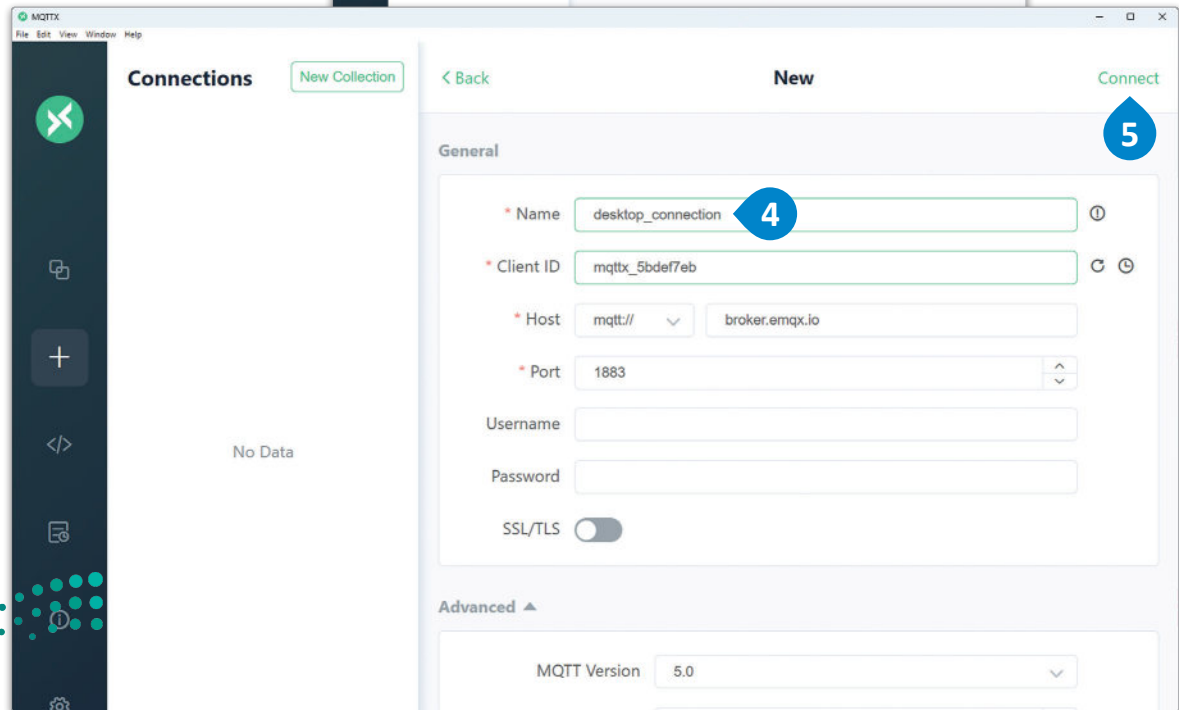 MQTTX
File Edit View Window Help
Connections
New Collection
< Back
New
Connect
5
General
* Name
desktop_connection
4
* Client ID
mqttx_5bdef7eb
* Host
mqtt://
broker.emqx.io
* Port
1883
Username
Password
SSL/TLS
No Data
Advanced
MQTT Version
5.0